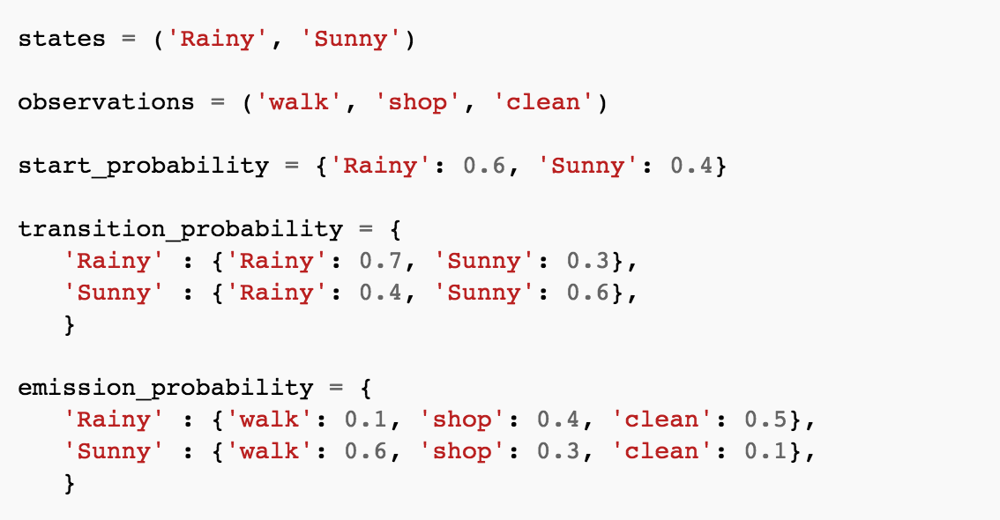 states = ('Rainy', 'Sunny')
observations = ('walk', 'shop', 'clean')
start_probability = {'Rainy': 0.6, 'Sunny': 0.4}
transition_probability = {
   'Rainy' : {'Rainy': 0.7, 'Sunny': 0.3},
   'Sunny' : {'Rainy': 0.4, 'Sunny': 0.6},
   }
emission_probability = {
   'Rainy' : {'walk': 0.1, 'shop': 0.4, 'clean': 0.5},
   'Sunny' : {'walk': 0.6, 'shop': 0.3, 'clean': 0.1},
   }